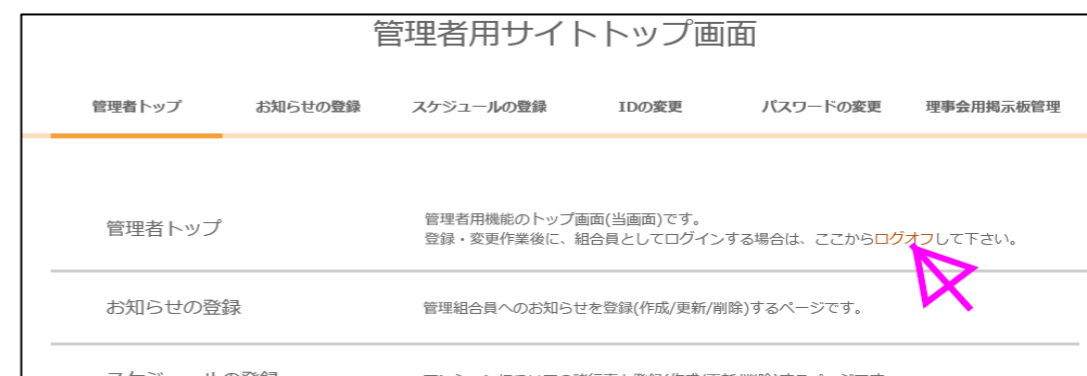 管理者用サイトトップ画面
管理者トップ お知らせの登録 スケジュールの登録 IDの変更 パスワードの変更 理事会用掲示板管理
管理者トップ
管理者用機能のトップ画面(当画面)です。
登録・変更作業後に、組合員としてログインする場合は、ここからログオフして下さい。
お知らせの登録
管理組合員へのお知らせを登録(作成/更新/削除)するページです。